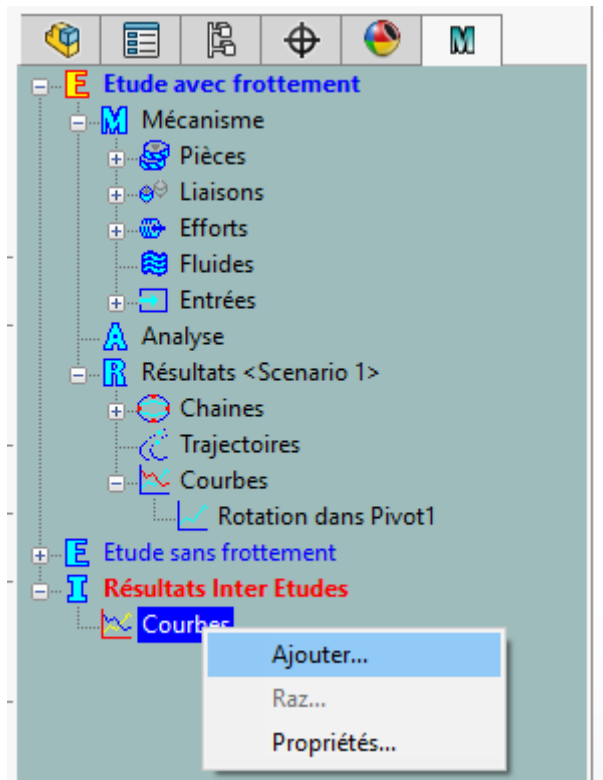 Etude avec frottement
Mécanisme
Pièces
Liaisons
Efforts
Fluides
Entrées
Analyse
Résultats <Scenario 1>
Chaines
Trajectoires
Courbes
Rotation dans Pivot1
Etude sans frottement
Résultats Inter Etudes
Courbes
Ajouter...
Raz...
Propriétés...